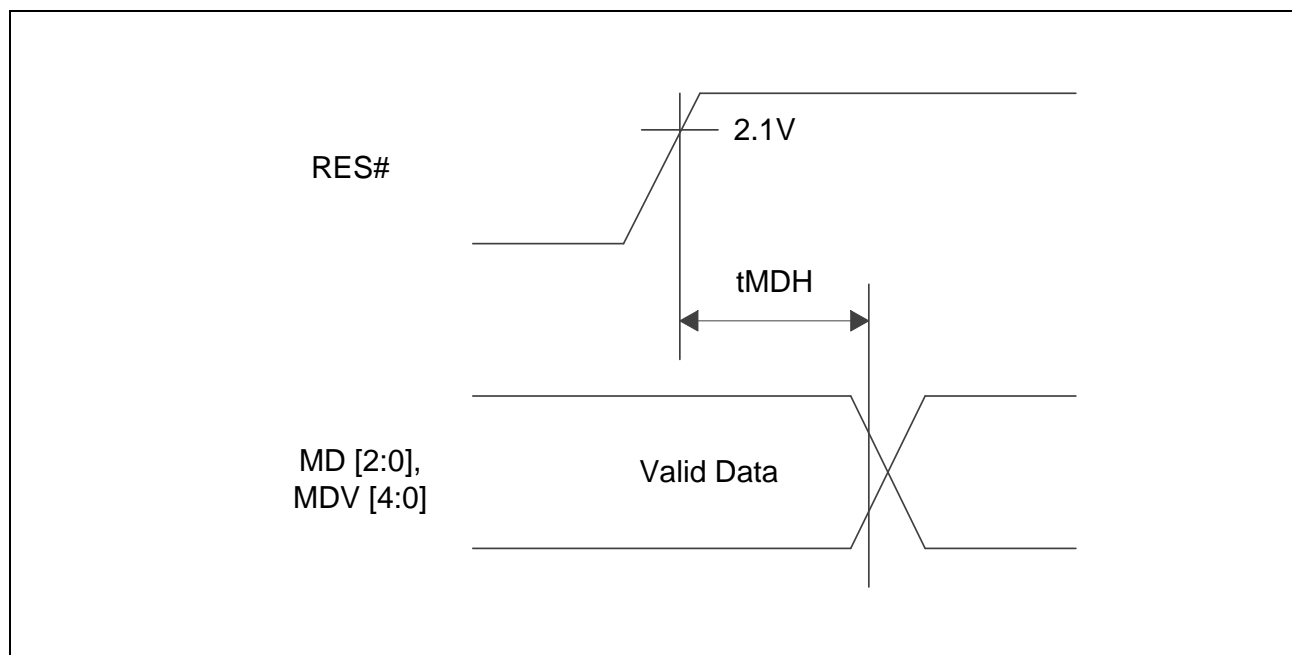 2.1V
RES#
tMDH
MD [2:0],
MDV [4:0]
Valid Data